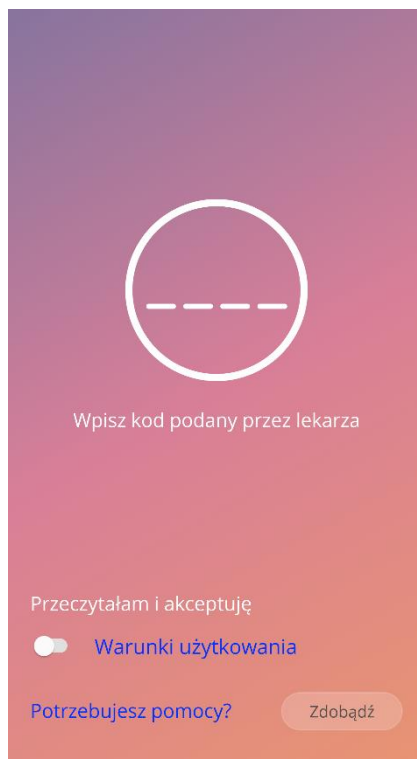 Wpisz kod podany przez lekarza
Przeczytałam i akceptuję
Warunki użytkowania
Potrzebujesz pomocy?
Zdobądź